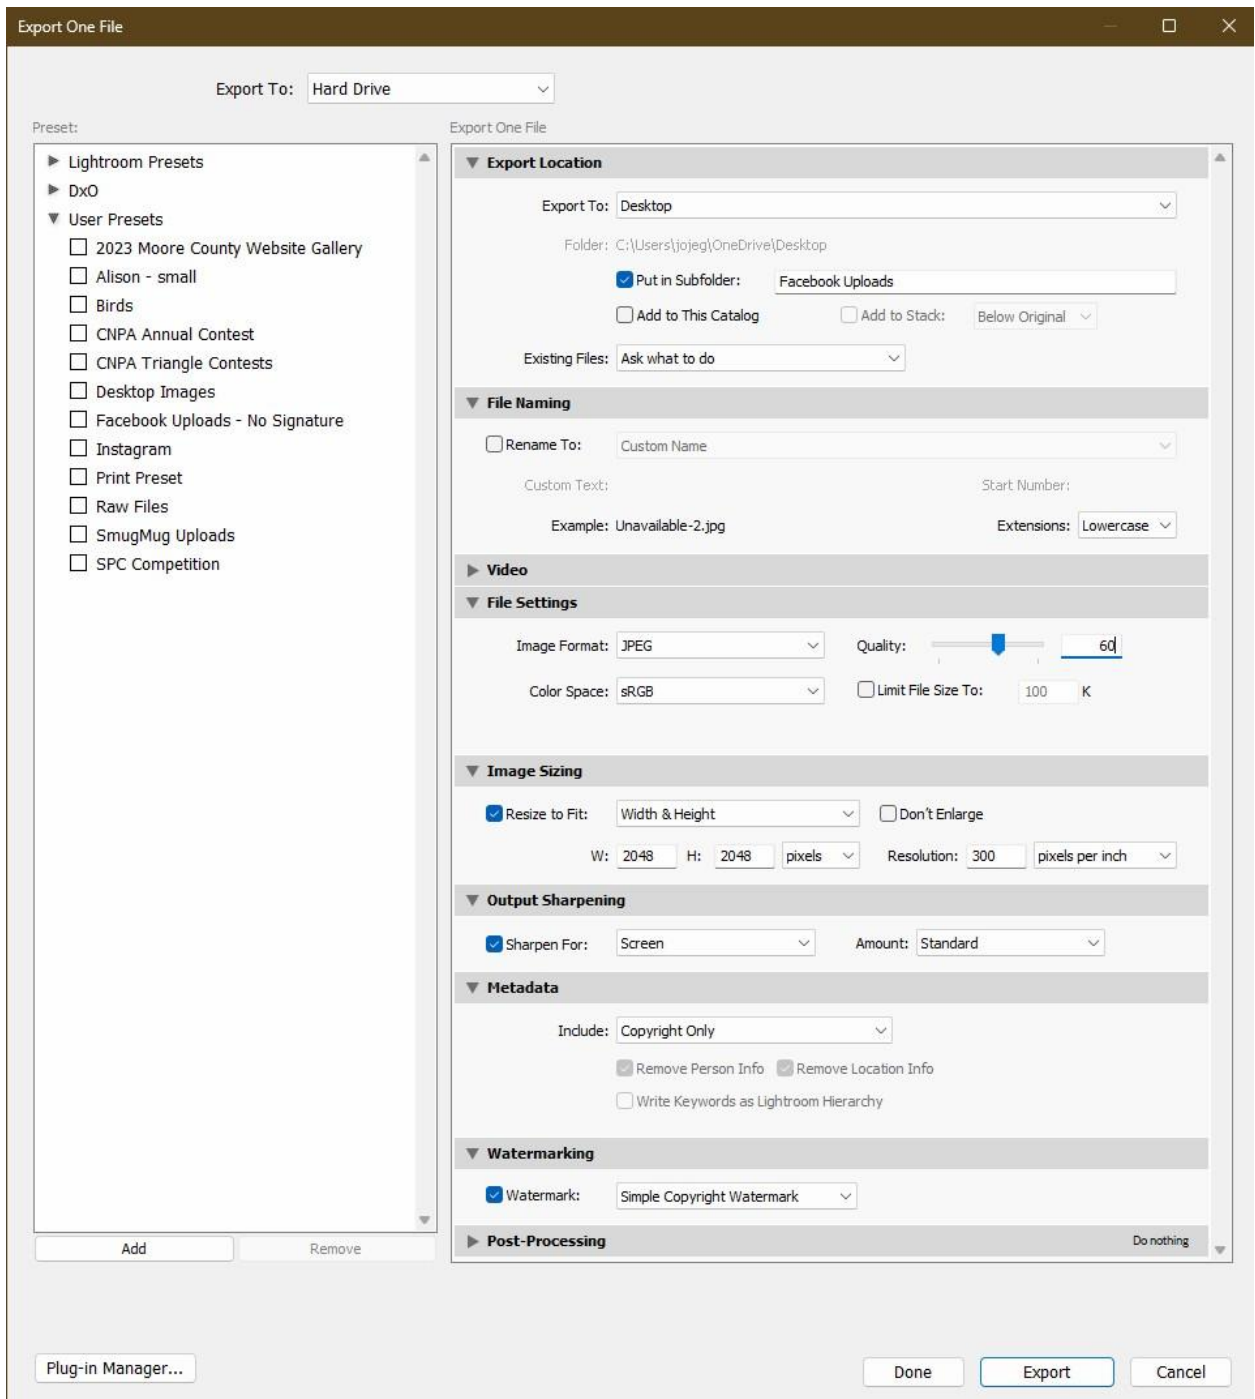 Export One File
Export To: Hard Drive
Preset:
Lightroom Presets
DxO
User Presets
2023 Moore County Website Gallery
Alison - small
Birds
CNPA Annual Contest
CNPA Triangle Contests
Desktop Images
Facebook Uploads - No Signature
Instagram
Print Preset
Raw Files
SmugMug Uploads
SPC Competition
Add Remove
Export One File
Export Location
Export To: Desktop
Folder: C:\Users\jojeg\OneDrive\Desktop
Put in Subfolder: Facebook Uploads
Add to This Catalog Add to Stack: Below Original
Existing Files: Ask what to do
File Naming
Rename To: Custom Name
Custom Text: Start Number:
Example: Unavailable-2.jpg Extensions: Lowercase
Video
File Settings
Image Format: JPEG Quality: 60
Color Space: sRGB Limit File Size To: 100 K
Image Sizing
Resize to Fit: Width & Height Don't Enlarge
W: 2048 H: 2048 pixels Resolution: 300 pixels per inch
Output Sharpening
Sharpen For: Screen Amount: Standard
Metadata
Include: Copyright Only
Remove Person Info Remove Location Info
Write Keywords as Lightroom Hierarchy
Watermarking
Watermark: Simple Copyright Watermark
Post-Processing Do nothing
Plug-in Manager... Done Export Cancel